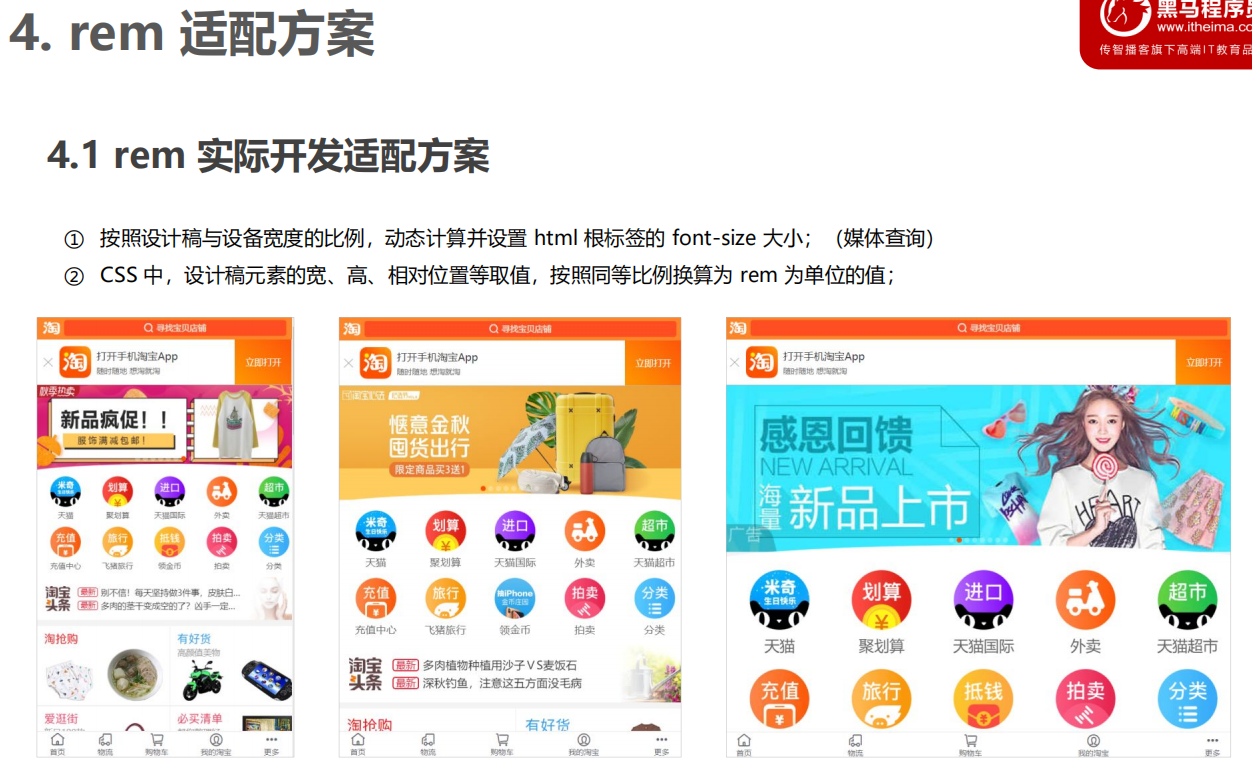 4. rem 适配方案
黑马程序员
www.itheima.co
传智播客旗下高端IT教育品
4.1 rem 实际开发适配方案
① 按照设计稿与设备宽度的比例，动态计算并设置 html 根标签的 font-size 大小；（媒体查询）
② CSS 中，设计稿元素的宽、高、相对位置等取值，按照同等比例换算为 rem 为单位的值；
淘 寻找宝贝店铺
淘 打开手机淘宝App
随时随地 想淘就淘
立即打开
秋季热卖
新品疯促！！
服饰满减包邮！
米奇 划算 进口 超市
生日快乐
天猫 聚划算 天猫国际 外卖 天猫超市
充值 旅行 抵钱 拍卖 分类
充值中心 飞猪旅行 领金币 拍卖 分类
淘宝头条
最新 别不信！每天坚持做3件事，皮肤白...
最新 多肉的茎干变成空的了？凶手一定...
淘抢购 有好货
高颜值美物
爱逛街 必买清单
首页 物流 购物车 我的淘宝 更多
淘 寻找宝贝店铺
淘 打开手机淘宝App
随时随地 想淘就淘
立即打开
惬意金秋
囤货出行
限定商品买3送1
米奇 划算 进口 超市
生日快乐
天猫 聚划算 天猫国际 外卖 天猫超市
充值 旅行 抽iPhone 拍卖 分类
金币庄园
充值中心 飞猪旅行 领金币 拍卖 分类
淘宝头条
最新 多肉植物种植用沙子VS麦饭石
最新 深秋钓鱼，注意这五方面没毛病
淘抢购 有好货
首页 物流 购物车 我的淘宝 更多
淘 寻找宝贝店铺
淘 打开手机淘宝App
随时随地 想淘就淘
立即打开
感恩回馈
NEW ARRIVAL
海量 新品上市
HEART
广告
米奇 划算 进口 超市
生日快乐
天猫 聚划算 天猫国际 外卖 天猫超市
充值 旅行 抵钱 拍卖 分类
首页 物流 购物车 我的淘宝 更多